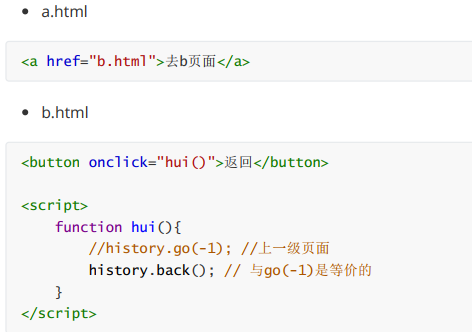 a.html
<a href="b.html">去b页面</a>
b.html
<button onclick="hui()">返回</button>
<script>
function hui(){
//history.go(-1); //上一级页面
history.back(); // 与go(-1)是等价的
}
</script>